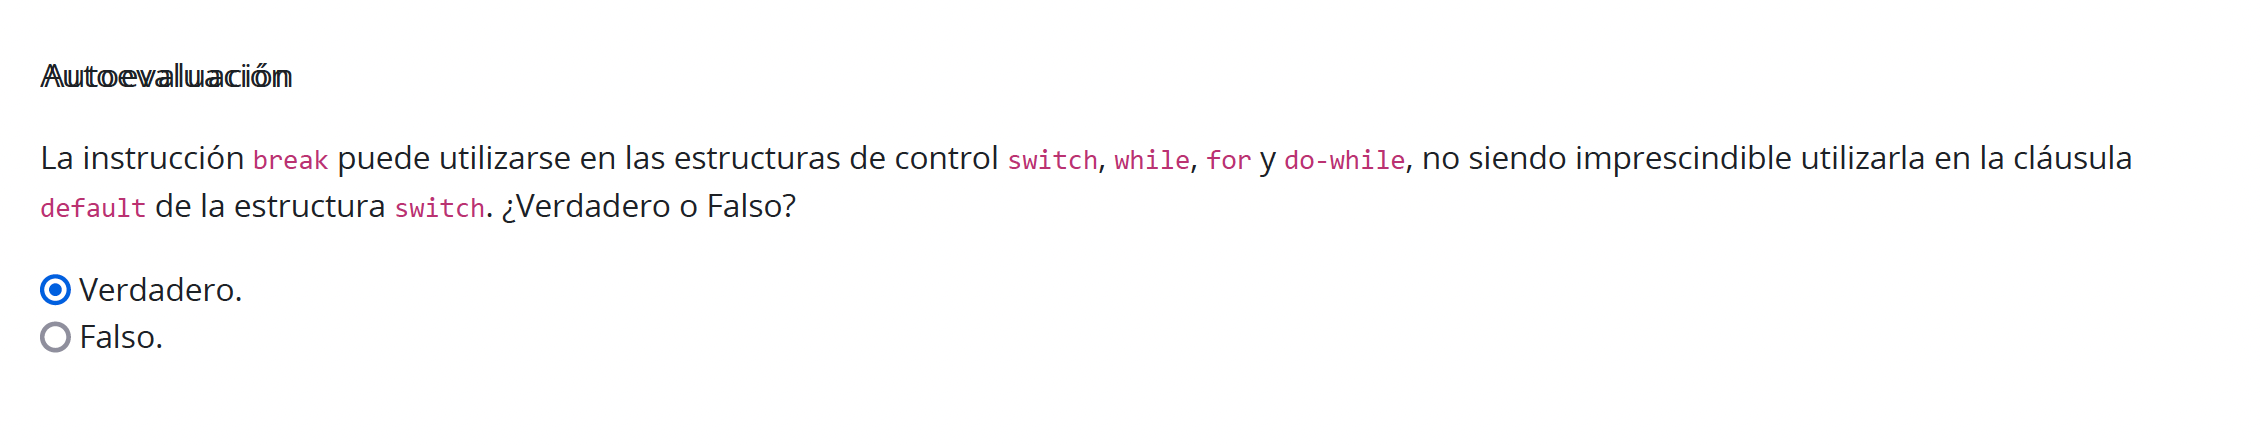 Autoevaluación
La instrucción break puede utilizarse en las estructuras de control switch, while, for y do-while, no siendo imprescindible utilizarla en la cláusula
default de la estructura switch. ¿Verdadero o Falso?
Verdadero.
Falso.